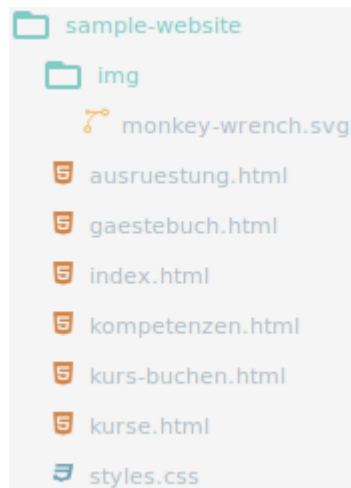 sample-website
img
monkey-wrench.svg
ausruestung.html
gaestebuch.html
index.html
kompetenzen.html
kurs-buchen.html
kurse.html
styles.css